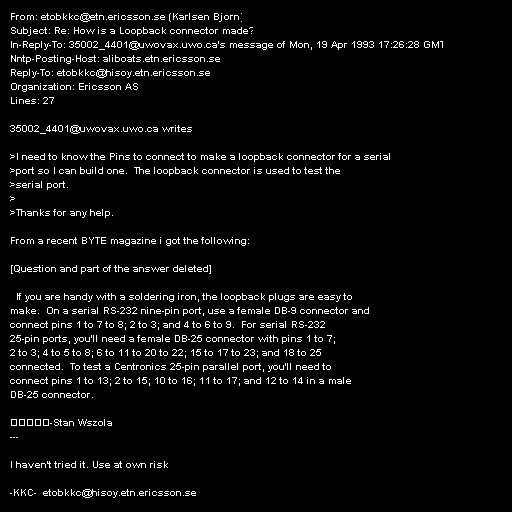 From: etobkkc@etn.ericsson.se (Karlsen Bjorn)
Subject: Re: How is a Loopback connector made?
In-Reply-To: 35002_4401@uwovax.uwo.ca's message of Mon, 19 Apr 1993 17:26:28 GMT
Nntp-Posting-Host: aliboats.etn.ericsson.se
Reply-To: etobkkc@hisoy.etn.ericsson.se
Organization: Ericsson AS
Lines: 27

35002_4401@uwovax.uwo.ca writes

>I need to know the Pins to connect to make a loopback connector for a serial
>port so I can build one.  The loopback connector is used to test the
>serial port.
>
>Thanks for any help.

From a recent BYTE magazine i got the following:

[Question and part of the answer deleted]

  If you are handy with a soldering iron, the loopback plugs are easy to
make.  On a serial RS-232 nine-pin port, use a female DB-9 connector and
connect pins 1 to 7 to 8; 2 to 3; and 4 to 6 to 9.  For serial RS-232
25-pin ports, you'll need a female DB-25 connector with pins 1 to 7;
2 to 3; 4 to 5 to 8; 6 to 11 to 20 to 22; 15 to 17 to 23; and 18 to 25
connected.  To test a Centronics 25-pin parallel port, you'll need to
connect pins 1 to 13; 2 to 15; 10 to 16; 11 to 17; and 12 to 14 in a male
DB-25 connector.

□□□□□-Stan Wszola
---

I haven't tried it. Use at own risk

-KKC-  etobkkc@hisoy.etn.ericsson.se